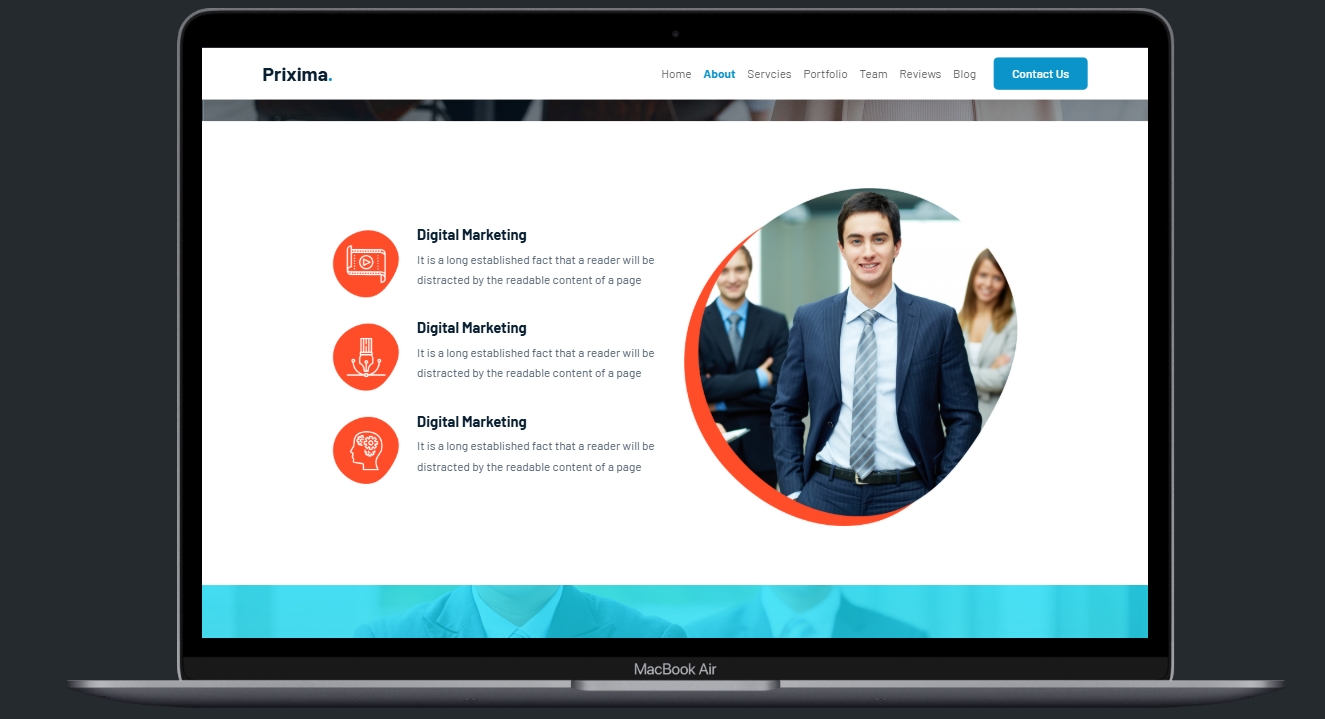 Prixima.
Home About Servcies Portfolio Team Reviews Blog Contact Us
Digital Marketing
It is a long established fact that a reader will be
distracted by the readable content of a page
Digital Marketing
It is a long established fact that a reader will be
distracted by the readable content of a page
Digital Marketing
It is a long established fact that a reader will be
distracted by the readable content of a page
MacBook Air